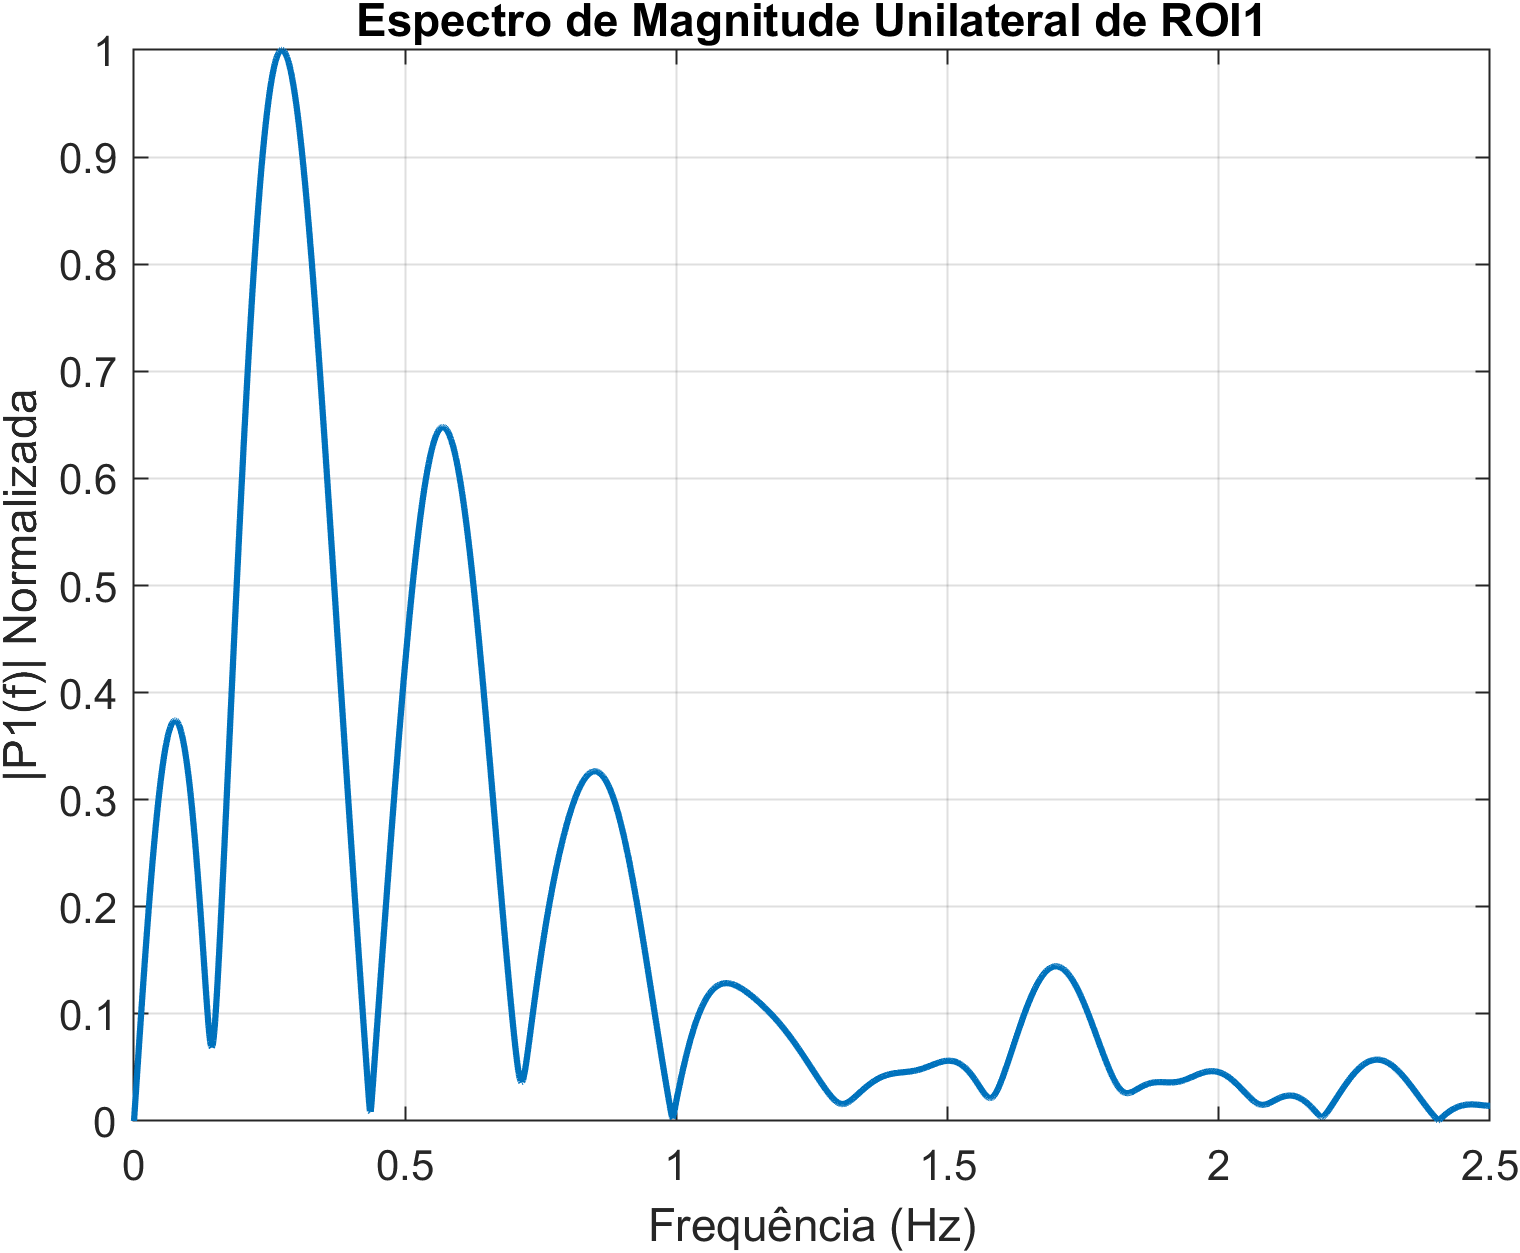 Espectro de Magnitude Unilateral de ROI1
|P1(f)| Normalizada
1
0.9
0.8
0.7
0.6
0.5
0.4
0.3
0.2
0.1
0
0 0.5 1 1.5 2 2.5
Frequência (Hz)